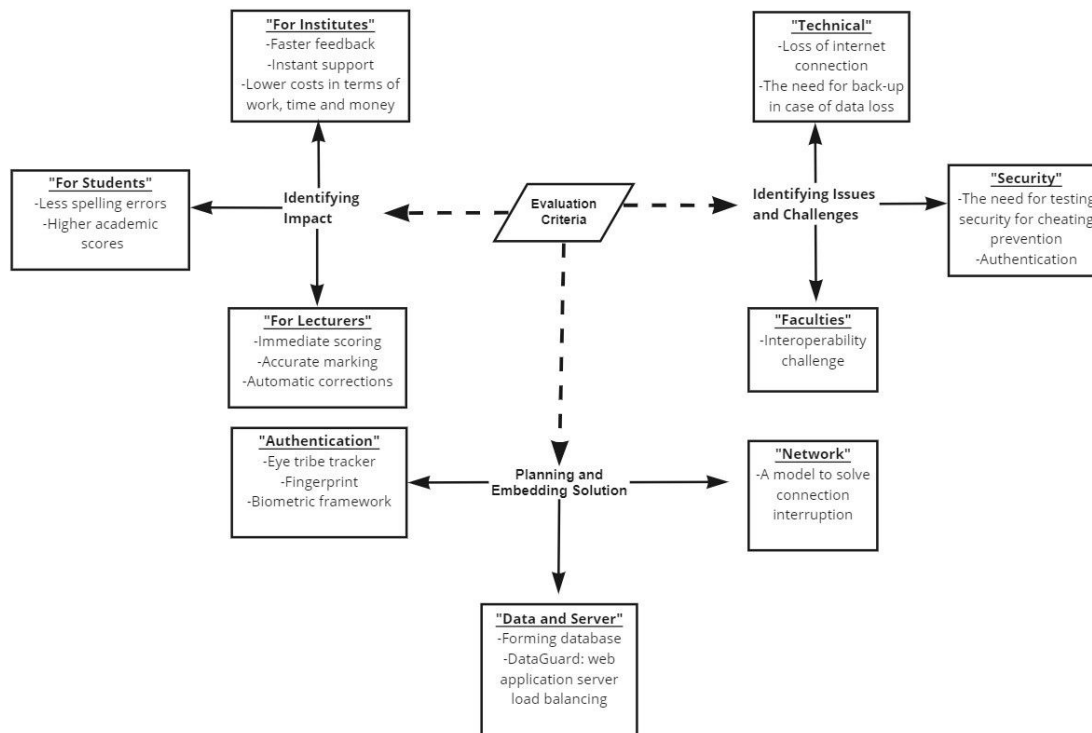 "For Institutes"
-Faster feedback
-Instant support
-Lower costs in terms of
work, time and money
"Technical"
-Loss of internet
connection
-The need for back-up
in case of data loss
"For Students"
-Less spelling errors
-Higher academic
scores
Identifying
Impact
Evaluation
Criteria
Identifying Issues
and Challenges
"Security"
-The need for testing
security for cheating
prevention
-Authentication
"For Lecturers"
-Immediate scoring
-Accurate marking
-Automatic corrections
"Faculties"
-Interoperability
challenge
"Authentication"
-Eye tribe tracker
-Fingerprint
-Biometric framework
Planning and
Embedding Solution
"Network"
-A model to solve
connection
interruption
"Data and Server"
-Forming database
-DataGuard: web
application server
load balancing